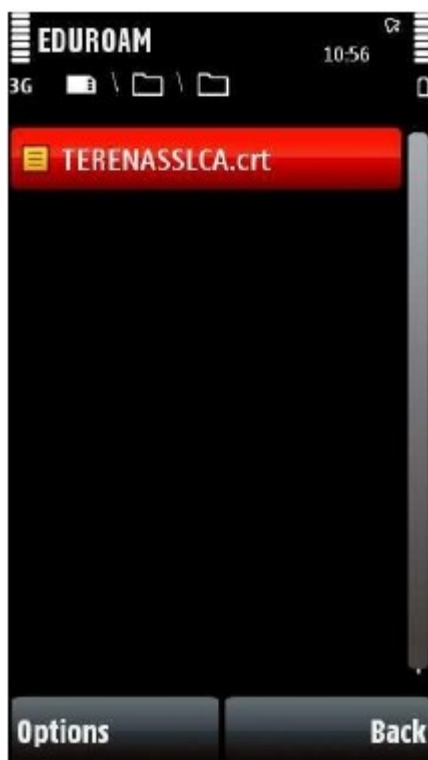 EDUROAM
10:56
3G \ \
TERENASSLCA.crt
Options Back